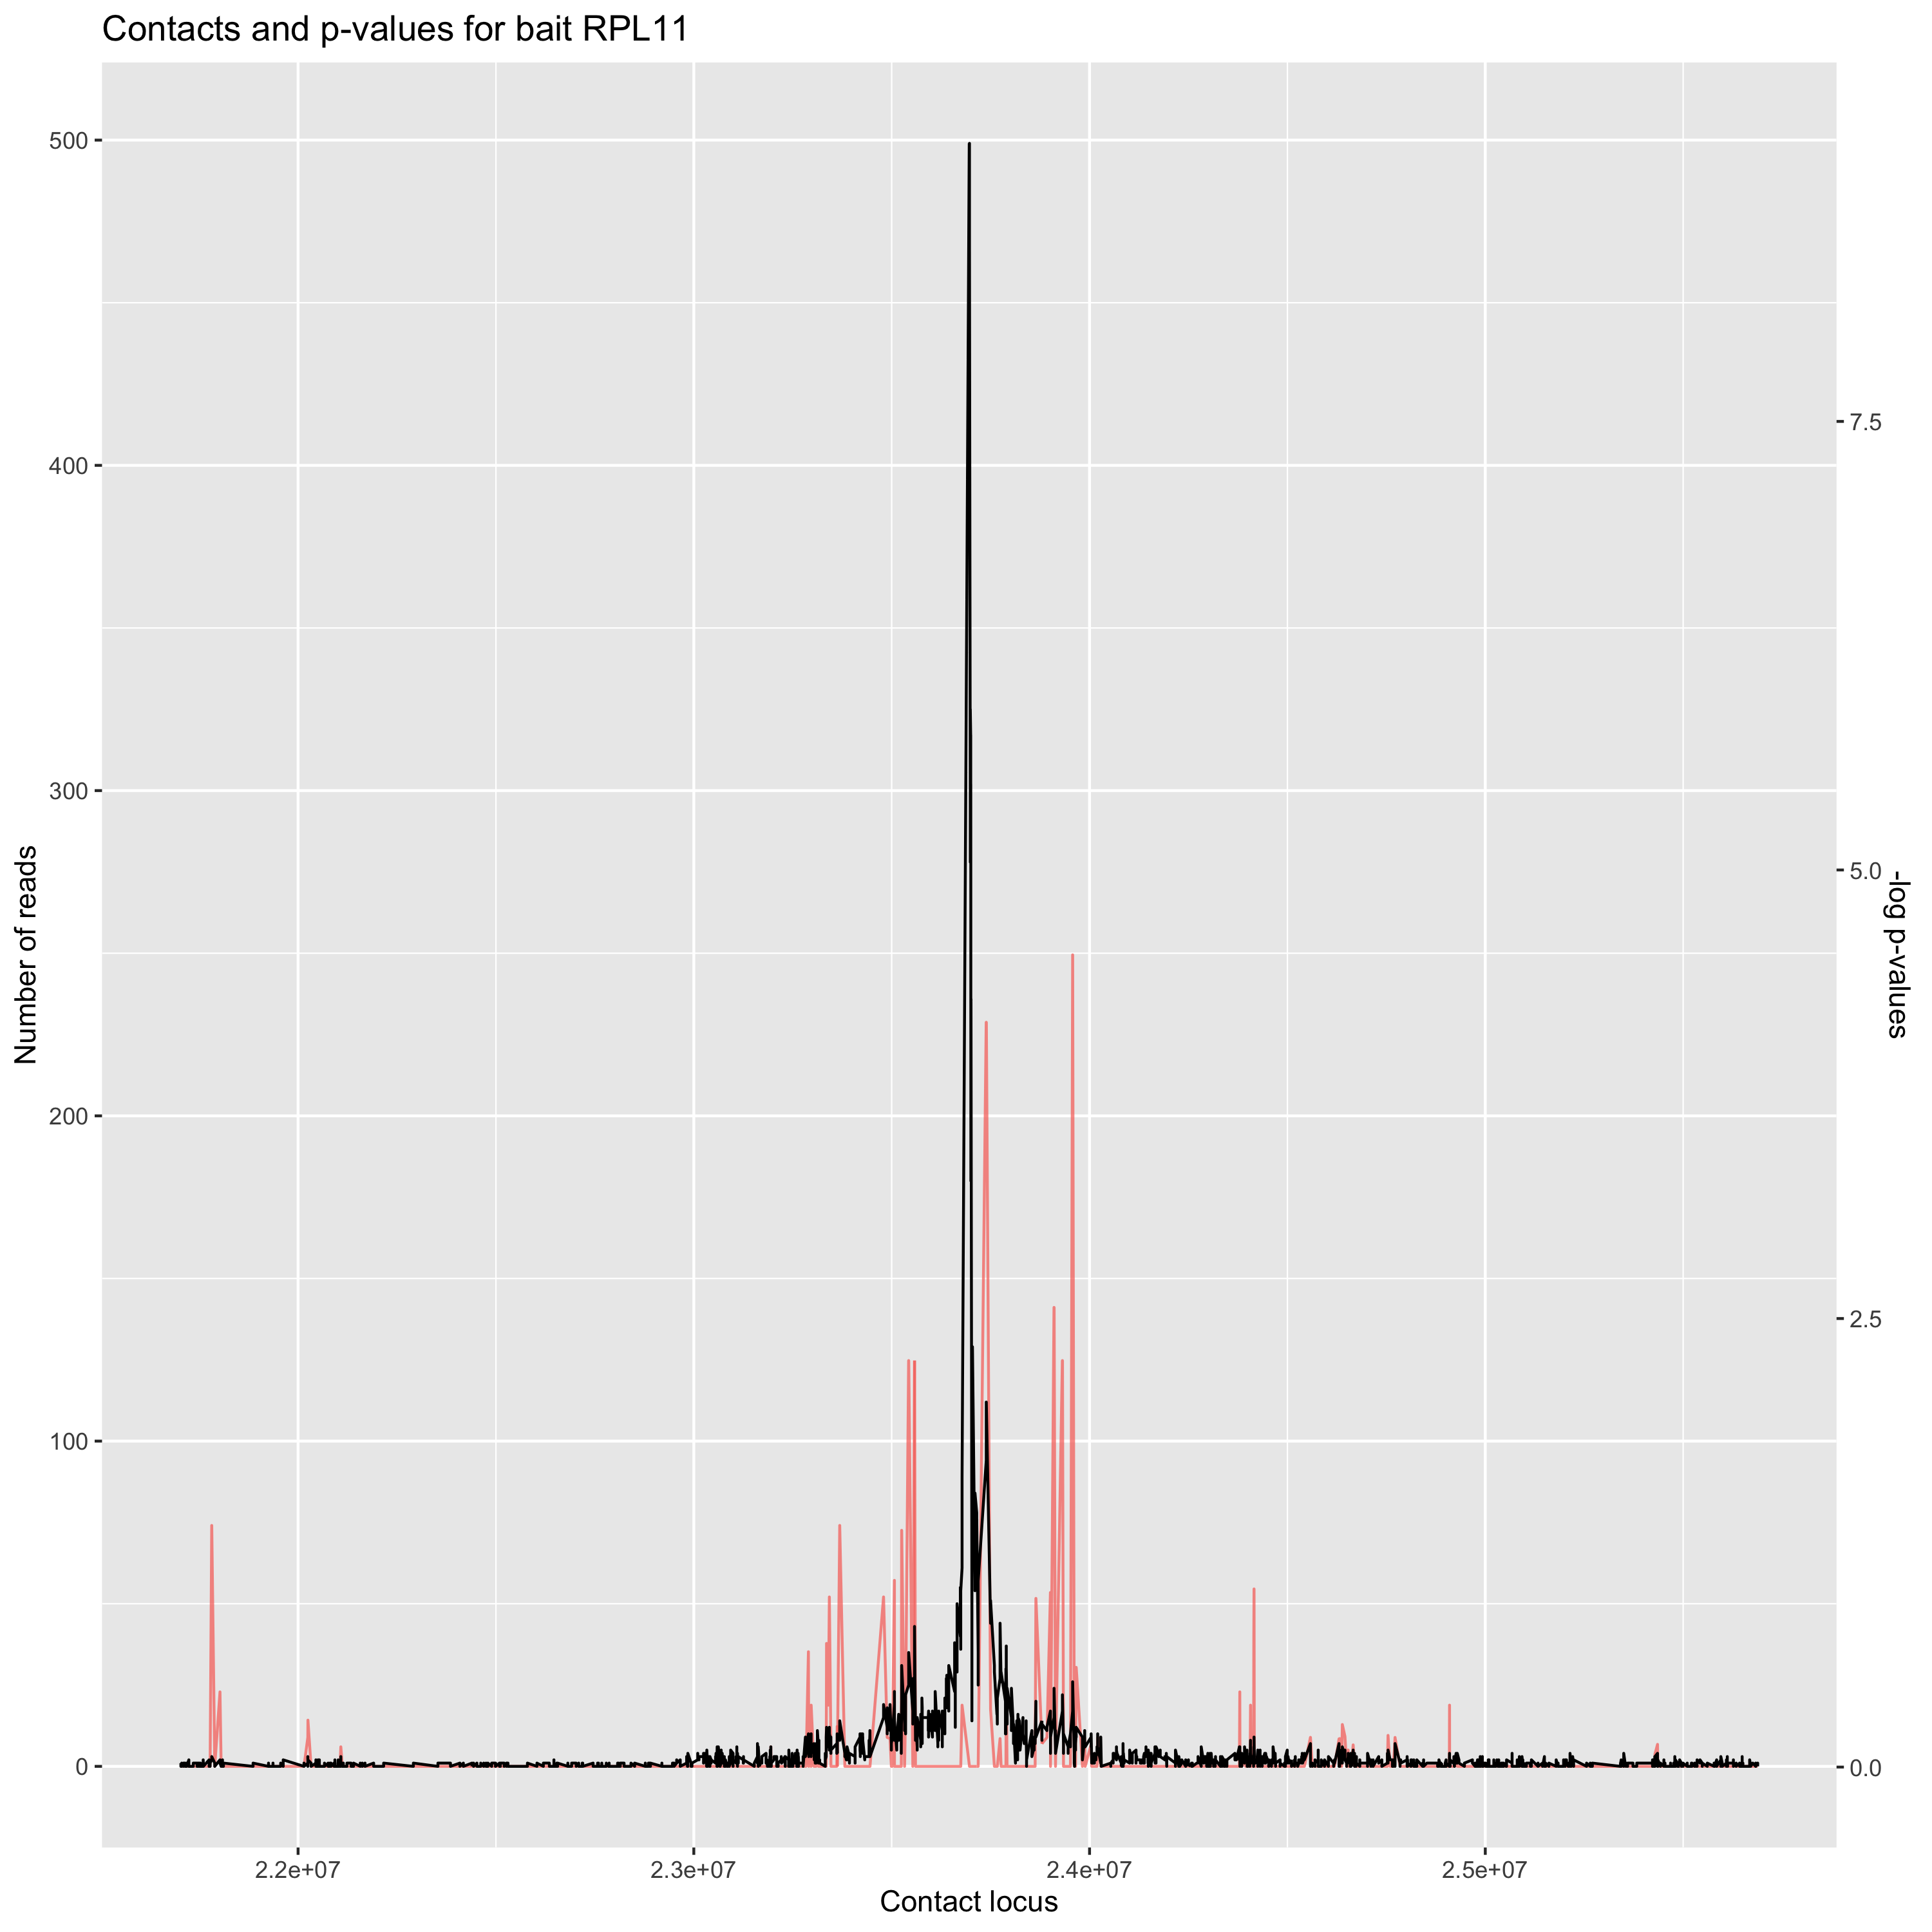 Contacts and p-values for bait RPL11
500
400
300
200
100
0
Number of reads
7.5
5.0
2.5
0.0
-log p-values
2.2e+07
2.3e+07
2.4e+07
2.5e+07
Contact locus